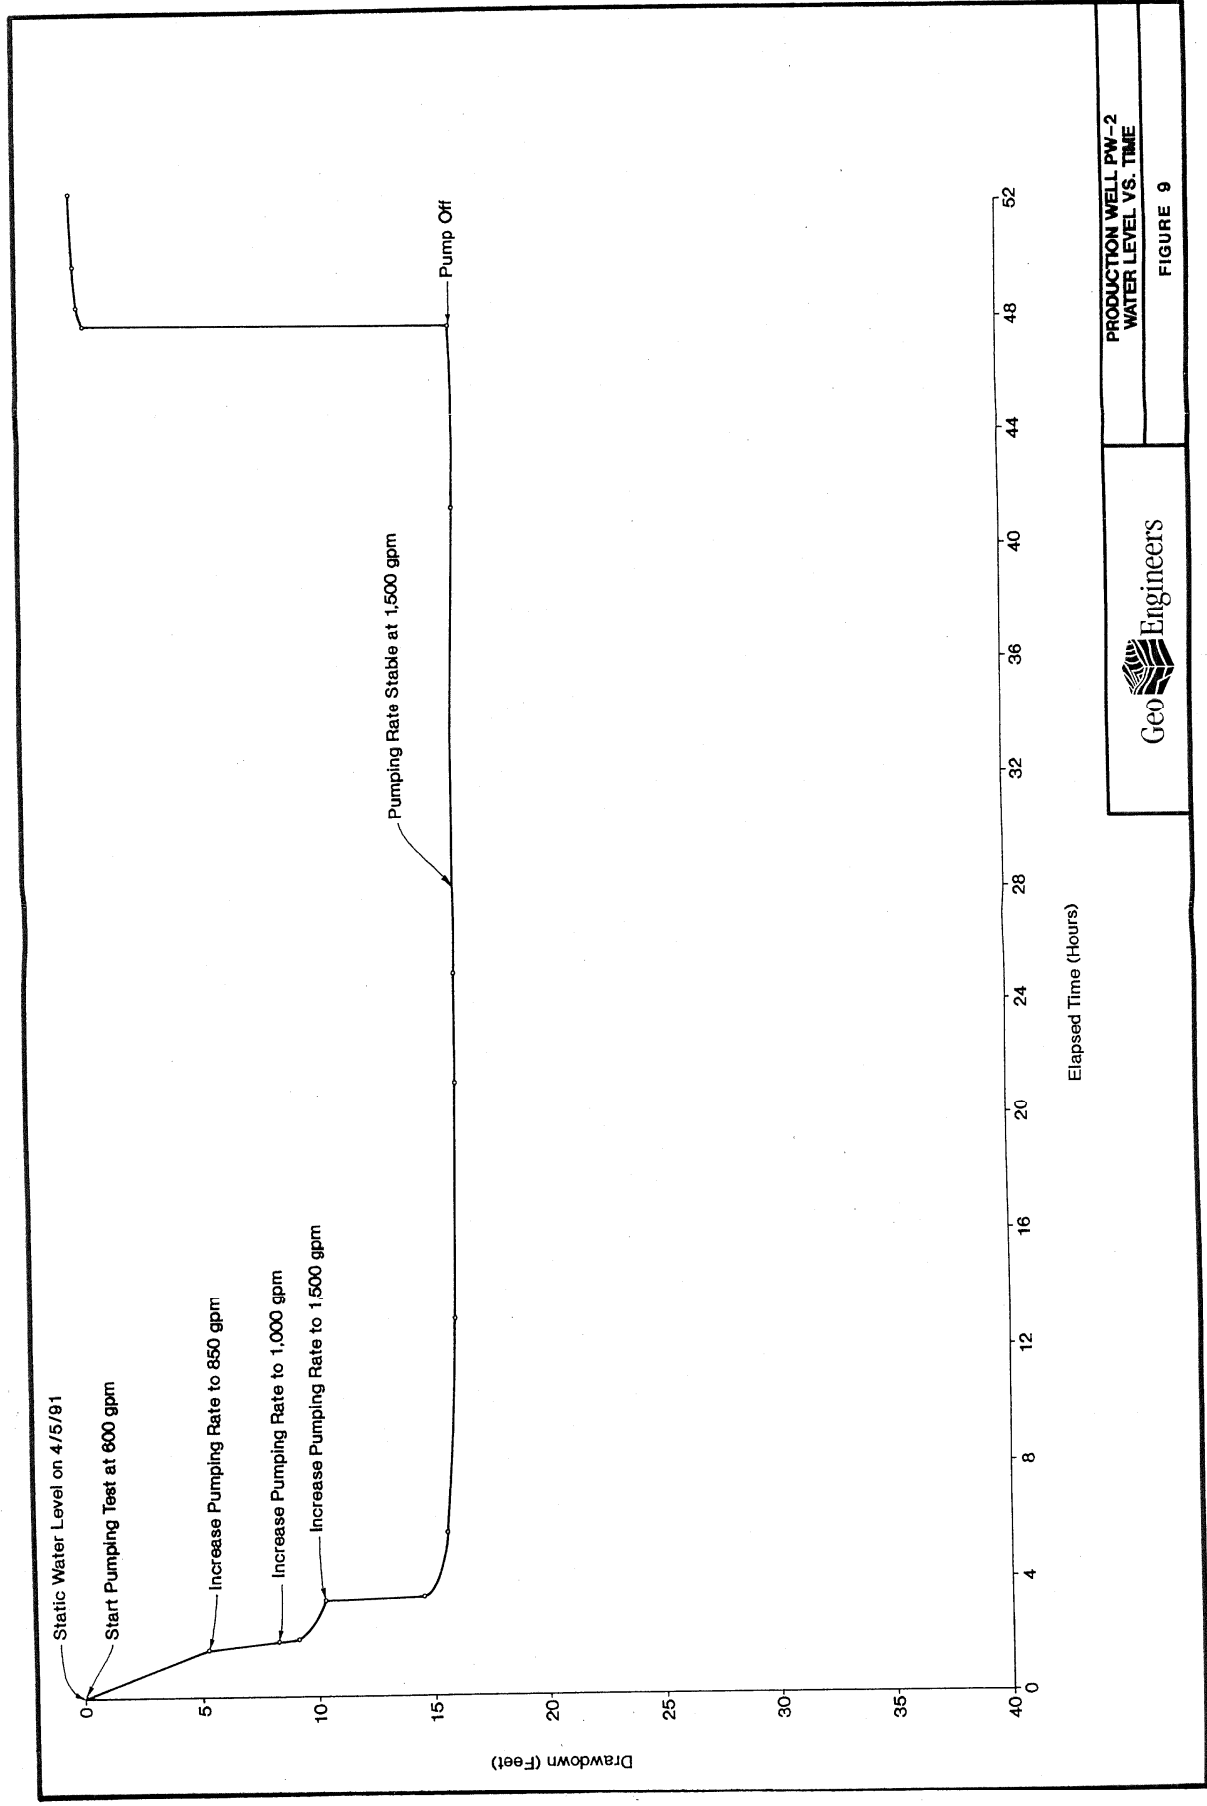 Static Water Level on 4/5/91
Start Pumping Test at 600 gpm
Increase Pumping Rate to 850 gpm
Increase Pumping Rate to 1,000 gpm
Increase Pumping Rate to 1,500 gpm
Pumping Rate Stable at 1,500 gpm
Pump Off
Drawdown (Feet)
0
5
10
15
20
25
30
35
40
0
4
8
12
16
20
24
28
32
36
40
44
48
52
Elapsed Time (Hours)
Geo Engineers
PRODUCTION WELL PW-2
WATER LEVEL VS. TIME
FIGURE 9